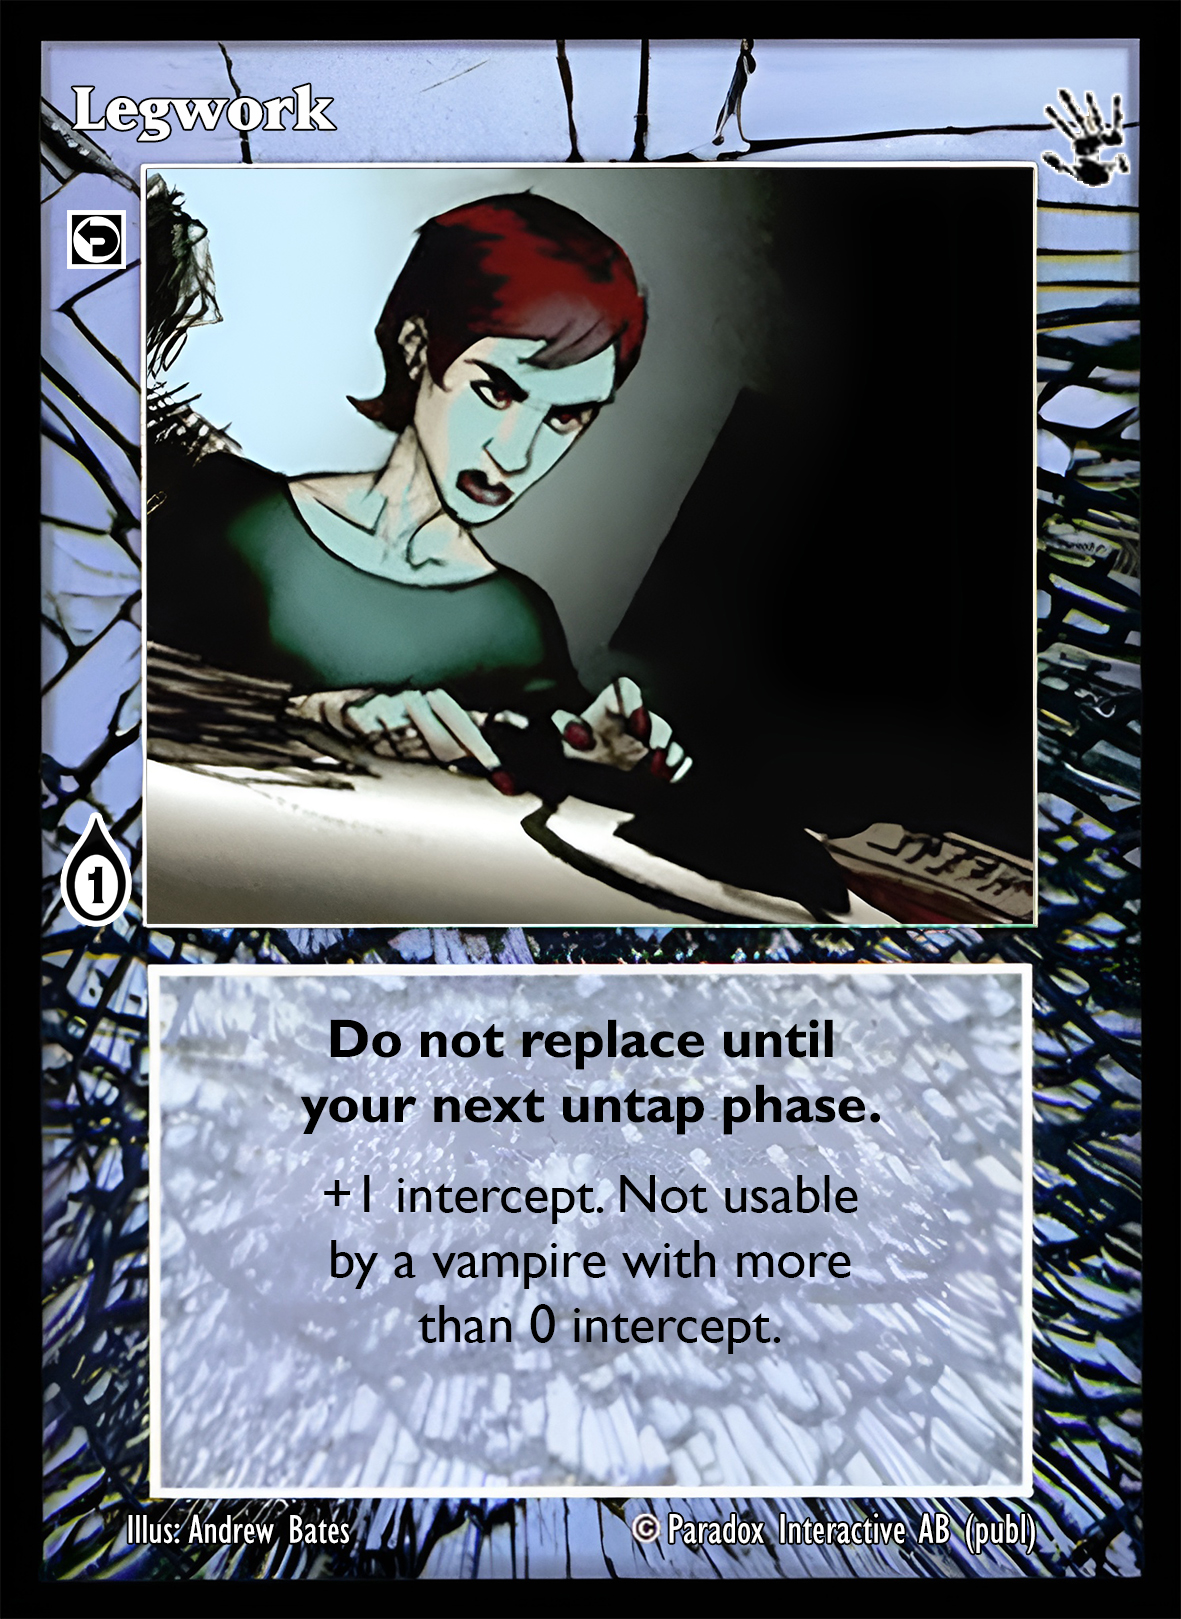 Legwork
1
Do not replace until
your next untap phase.
+1 intercept. Not usable
by a vampire with more
than 0 intercept.
Illus: Andrew Bates
© Paradox Interactive AB (publ)